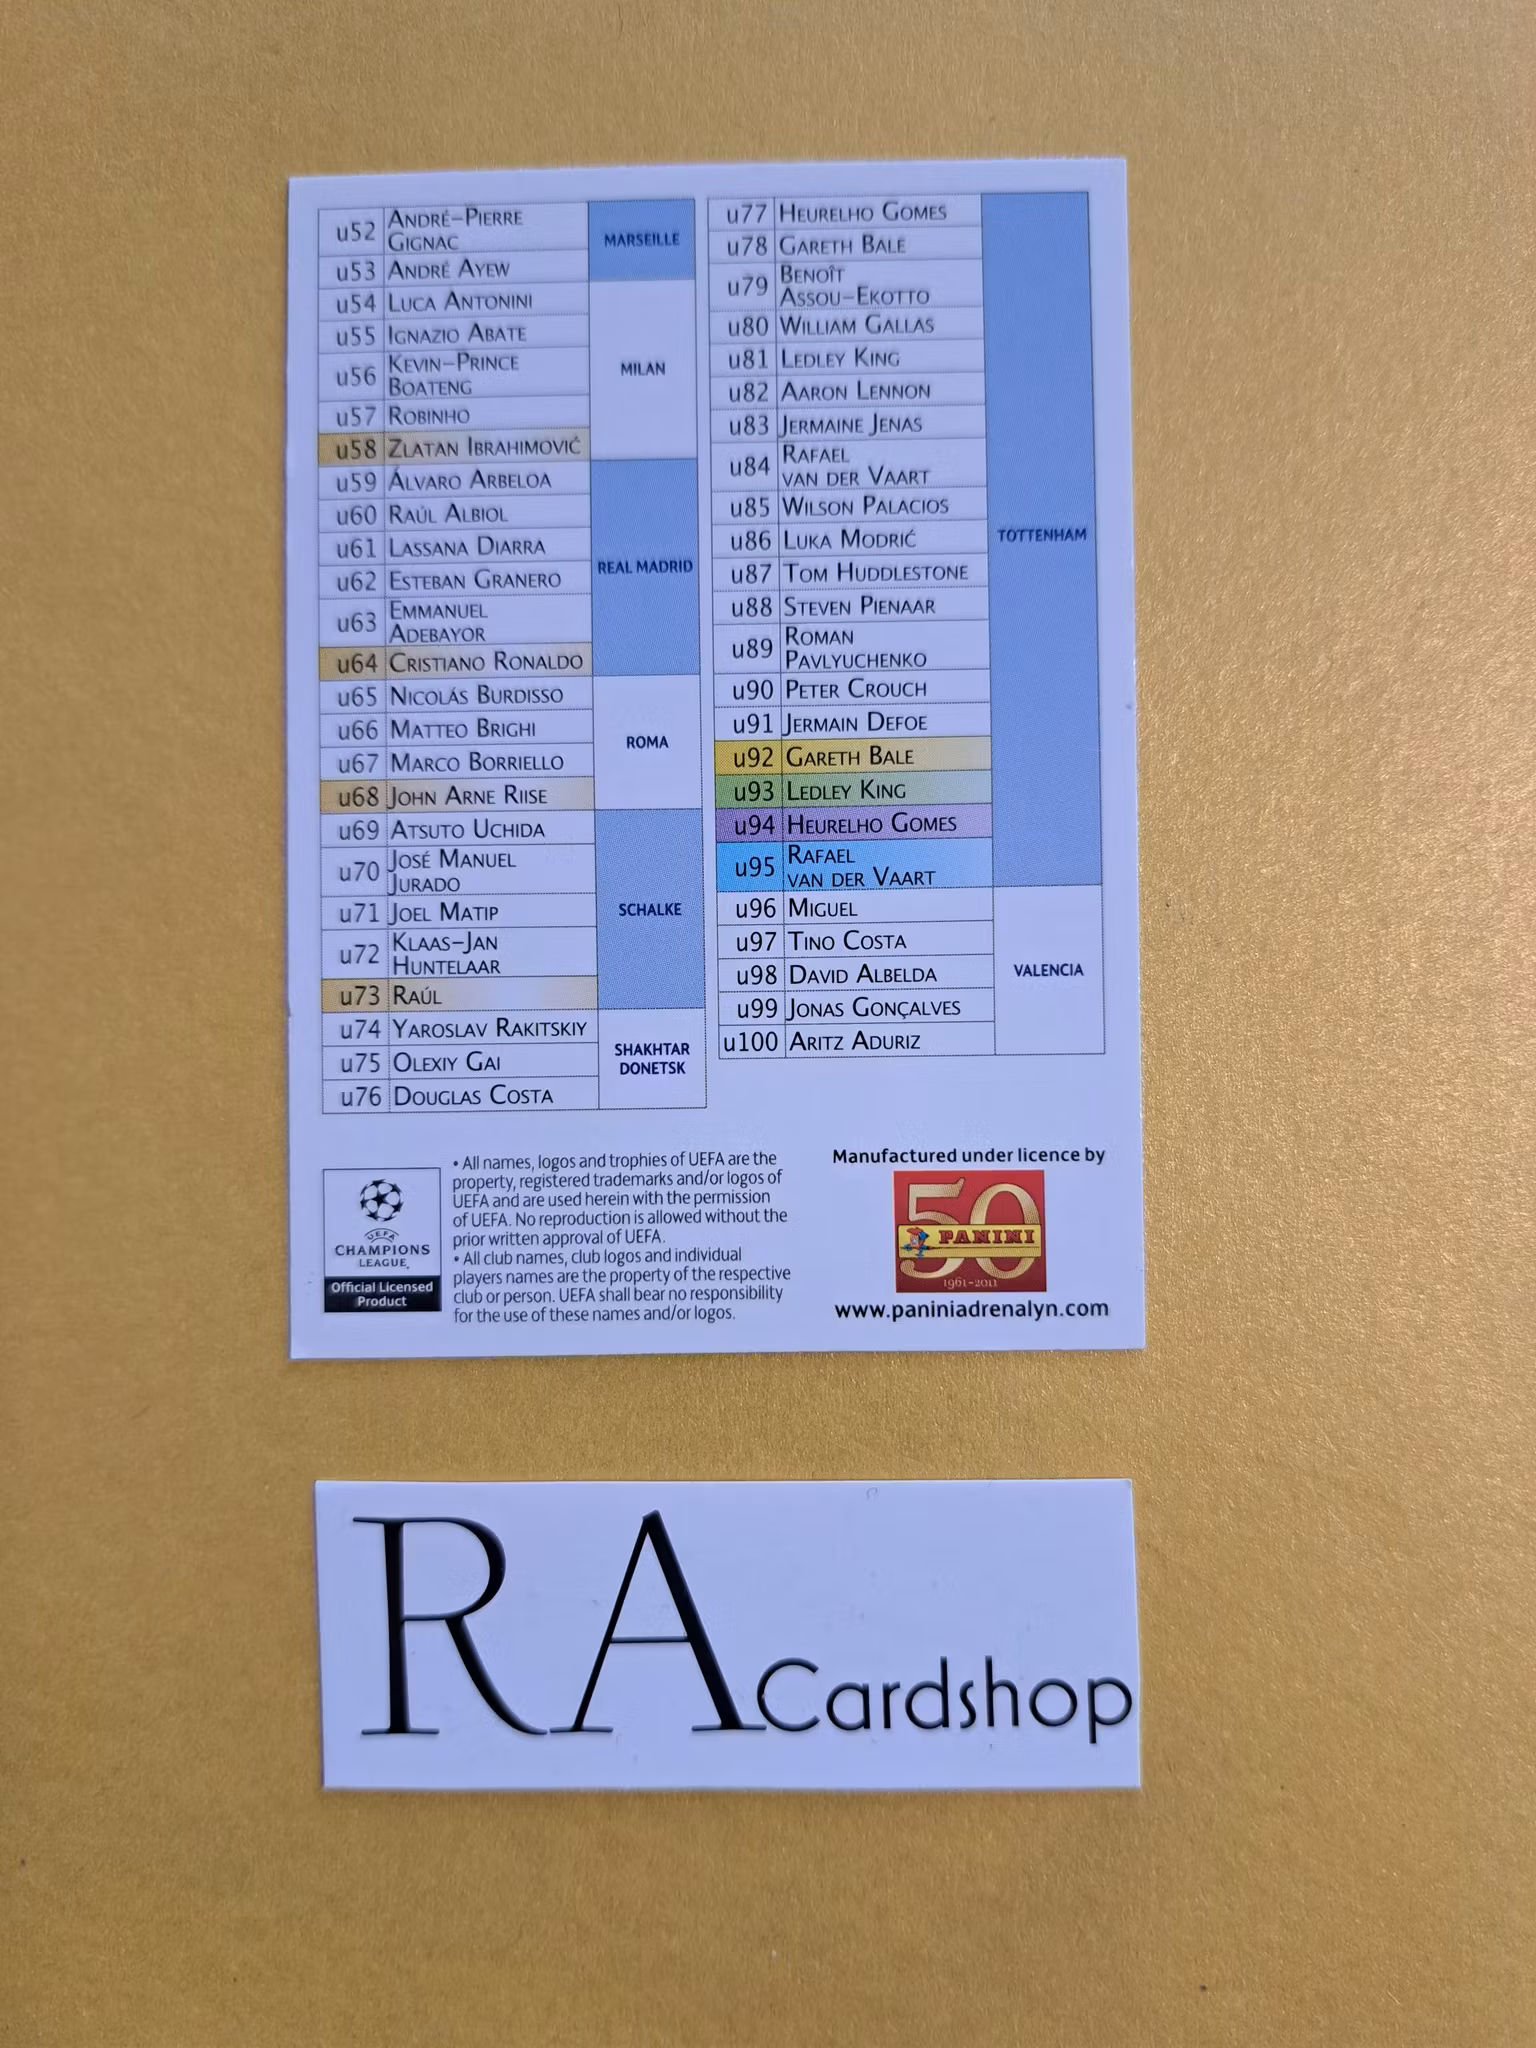 u52 ANDRÉ-PIERRE
GIGNAC
MARSEILLE
u53 ANDRÉ AYEW
u54 LUCA ANTONINI
u55 IGNAZIO ABATE
u56 KEVIN-PRINCE
BOATENG
MILAN
u57 ROBINHO
u58 ZLATAN IBRAHIMOVIĆ
u59 ÁLVARO ARBELOA
u60 RAÚL ALBIOL
u61 LASSANA DIARRA
REAL MADRID
u62 ESTEBAN GRANERO
u63 EMMANUEL
ADEBAYOR
u64 CRISTIANO RONALDO
u65 NICOLÁS BURDISSO
u66 MATTEO BRIGHI
ROMA
u67 MARCO BORRIELLO
u68 JOHN ARNE RIISE
u69 ATSUTO UCHIDA
u70 JOSÉ MANUEL
JURADO
u71 JOEL MATIP
SCHALKE
u72 KLAAS-JAN
HUNTELAAR
u73 RAÚL
u74 YAROSLAV RAKITSKIY
u75 OLEXIY GAI
SHAKHTAR
DONETSK
u76 DOUGLAS COSTA
u77 HEURELHO GOMES
u78 GARETH BALE
u79 BENOÎT
ASSOU-EKOTTO
u80 WILLIAM GALLAS
u81 LEDLEY KING
u82 AARON LENNON
u83 JERMAINE JENAS
u84 RAFAEL
VAN DER VAART
u85 WILSON PALACIOS
u86 LUKA MODRIĆ
TOTTENHAM
u87 TOM HUDDLESTONE
u88 STEVEN PIENAAR
u89 ROMAN
PAVLYUCHENKO
u90 PETER CROUCH
u91 JERMAIN DEFOE
u92 GARETH BALE
u93 LEDLEY KING
u94 HEURELHO GOMES
u95 RAFAEL
VAN DER VAART
u96 MIGUEL
u97 TINO COSTA
u98 DAVID ALBELDA
VALENCIA
u99 JONAS GONÇALVES
u100 ARITZ ADURIZ
UEFA
CHAMPIONS
LEAGUE
Official Licensed
Product
• All names, logos and trophies of UEFA are the
property, registered trademarks and/or logos of
UEFA and are used herein with the permission
of UEFA. No reproduction is allowed without the
prior written approval of UEFA.
• All club names, club logos and individual
players names are the property of the respective
club or person. UEFA shall bear no responsibility
for the use of these names and/or logos.
Manufactured under licence by
50
PANINI
1961-2011
www.paniniadrenalyn.com
RA Cardshop